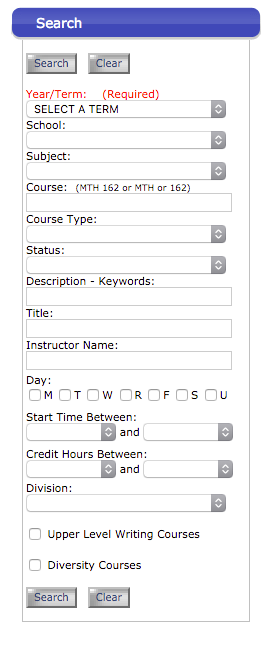 Search
Search Clear
Year/Term: (Required)
SELECT A TERM
School:
Subject:
Course: (MTH 162 or MTH or 162)
Course Type:
Status:
Description - Keywords:
Title:
Instructor Name:
Day:
M T W R F S U
Start Time Between:
and
Credit Hours Between:
and
Division:
Upper Level Writing Courses
Diversity Courses
Search Clear